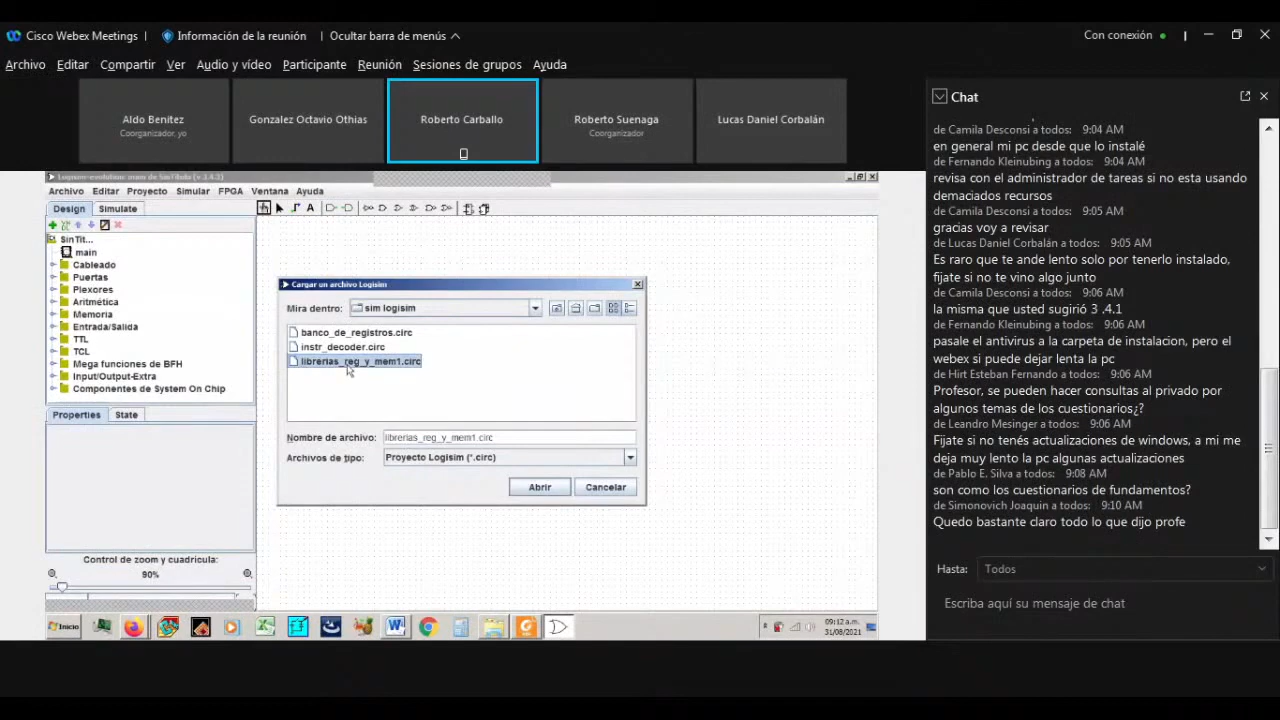 Cisco Webex Meetings | Información de la reunión | Ocultar barra de menús
Con conexión
Archivo Editar Compartir Ver Audio y vídeo Participante Reunión Sesiones de grupos Ayuda
Aldo Benítez
Coorganizador, yo
Gonzalez Octavio Othias
Roberto Carballo
Roberto Suenaga
Coorganizador
Lucas Daniel Corbalán
Logisim-evolution: main de SinTitulo (v 3.4.2)
Archivo Editar Proyecto Simular FPGA Ventana Ayuda
Design Simulate
SinTit...
main
Cableado
Puertas
Plexores
Aritmética
Memoria
Entrada/Salida
TTL
TCL
Mega funciones de BFH
Input/Output-Extra
Componentes de System On Chip
Properties State
Control de zoom y cuadrícula:
90%
Cargar un archivo Logisim
Mira dentro: sim logisim
banco_de_registros.circ
instr_decoder.circ
librerias_reg_y_mem1.circ
Nombre de archivo: librerias_reg_y_mem1.circ
Archivos de tipo: Proyecto Logisim (*.circ)
Abrir Cancelar
Inicio
09:12 a.m.
31/08/2021
Chat
de Camila Desconsi a todos: 9:04 AM
en general mi pc desde que lo instalé
de Fernando Kleinubing a todos: 9:04 AM
revisa con el administrador de tareas si no esta usando
demaciados recursos
de Camila Desconsi a todos: 9:05 AM
gracias voy a revisar
de Lucas Daniel Corbalán a todos: 9:05 AM
Es raro que te ande lento solo por tenerlo instalado,
fijate si no te vino algo junto
de Camila Desconsi a todos: 9:06 AM
la misma que usted sugirió 3 .4.1
de Fernando Kleinubing a todos: 9:06 AM
pasale el antivirus a la carpeta de instalacion, pero el
webex si puede dejar lenta la pc
de Hirt Esteban Fernando a todos: 9:06 AM
Profesor, se pueden hacer consultas al privado por
algunos temas de los cuestionarios¿?
de Leandro Mesinger a todos: 9:06 AM
Fijate si no tenés actualizaciones de windows, a mi me
deja muy lento la pc algunas actualizaciones
de Pablo E. Silva a todos: 9:08 AM
son como los cuestionarios de fundamentos?
de Simonovich Joaquin a todos: 9:10 AM
Quedo bastante claro todo lo que dijo profe
Hasta: Todos
Escriba aquí su mensaje de chat